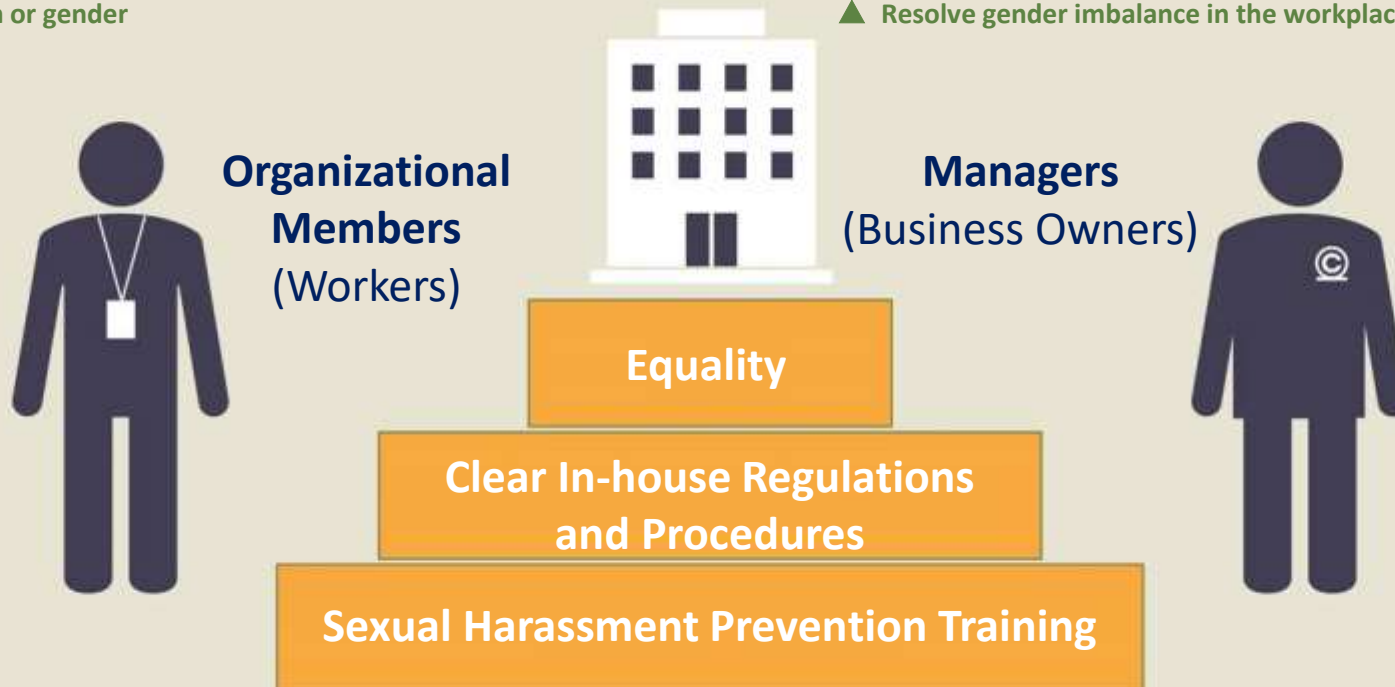 or gender
▲ Resolve gender imbalance in the workplac
Organizational
Members
(Workers)
Managers
(Business Owners)
©
Equality
Clear In-house Regulations
and Procedures
Sexual Harassment Prevention Training